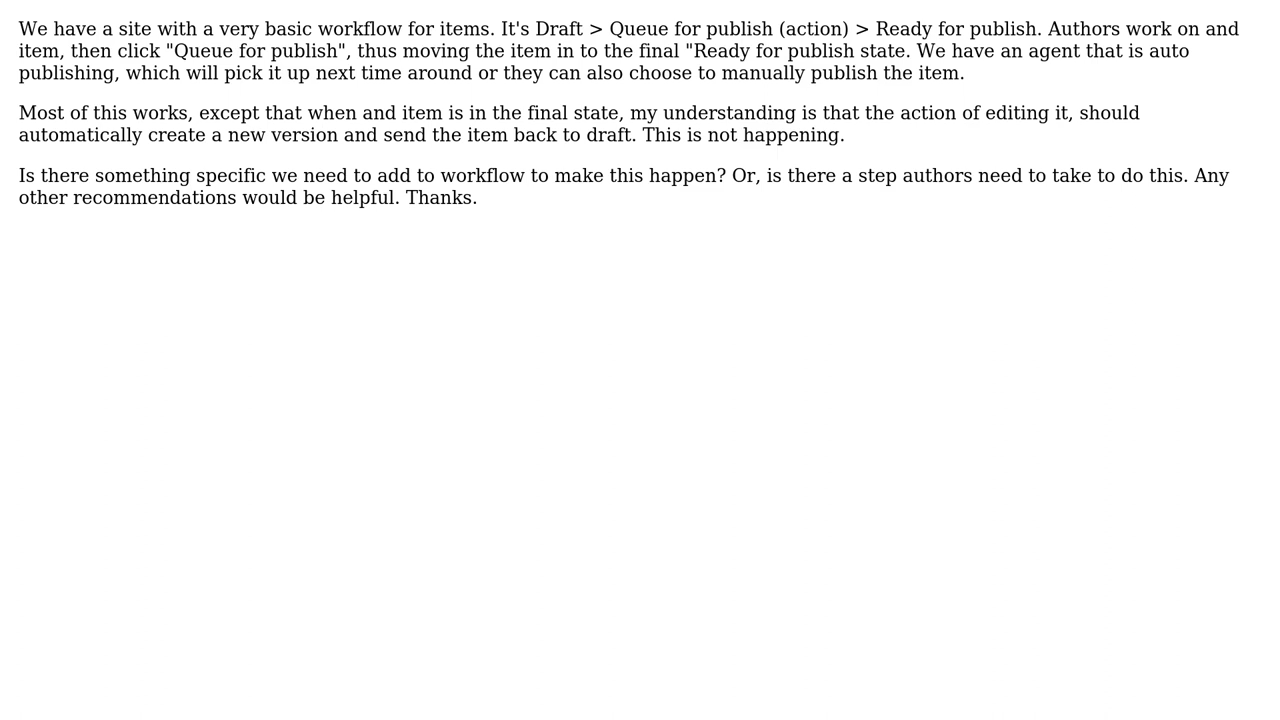 We have a site with a very basic workflow for items. It's Draft > Queue for publish (action) > Ready for publish. Authors work on and
item, then click "Queue for publish", thus moving the item in to the final "Ready for publish state. We have an agent that is auto
publishing, which will pick it up next time around or they can also choose to manually publish the item.
Most of this works, except that when and item is in the final state, my understanding is that the action of editing it, should
automatically create a new version and send the item back to draft. This is not happening.
Is there something specific we need to add to workflow to make this happen? Or, is there a step authors need to take to do this. Any
other recommendations would be helpful. Thanks.